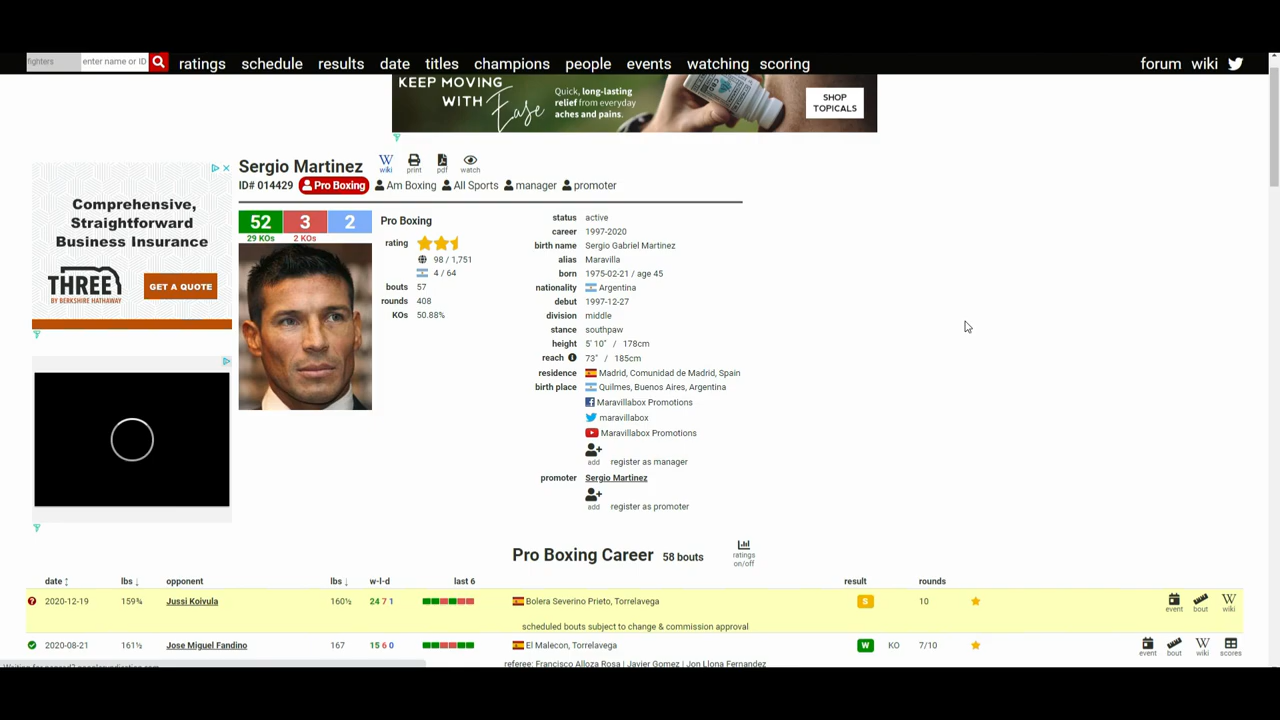 fighters enter name or ID ratings schedule results date titles champions people events watching scoring forum wiki
KEEP MOVING
WITH Ease
Quick, long-lasting
relief from everyday
aches and pains.
SHOP
TOPICALS
Sergio Martinez
wiki print pdf watch
ID# 014429 Pro Boxing Am Boxing All Sports manager promoter
Comprehensive,
Straightforward
Business Insurance
THREE
BY BERKSHIRE HATHAWAY
GET A QUOTE
52 3 2
29 KOs 2 KOs
Pro Boxing
rating
98 / 1,751
4 / 64
bouts 57
rounds 408
KOs 50.88%
status active
career 1997-2020
birth name Sergio Gabriel Martinez
alias Maravilla
born 1975-02-21 / age 45
nationality Argentina
debut 1997-12-27
division middle
stance southpaw
height 5' 10" / 178cm
reach 73" / 185cm
residence Madrid, Comunidad de Madrid, Spain
birth place Quilmes, Buenos Aires, Argentina
Maravillabox Promotions
maravillabox
Maravillabox Promotions
add register as manager
promoter Sergio Martinez
add register as promoter
Pro Boxing Career 58 bouts
ratings
on/off
date lbs opponent lbs w-l-d last 6 result rounds
2020-12-19 159¾ Jussi Koivula 160½ 24 7 1 Bolera Severino Prieto, Torrelavega S 10 event bout wiki
scheduled bouts subject to change & commission approval
2020-08-21 161½ Jose Miguel Fandino 167 15 6 0 El Malecon, Torrelavega W KO 7/10 event bout wiki scores
referee: Francisco Alloza Rosa | Javier Gomez | Jon Llona Fernandez